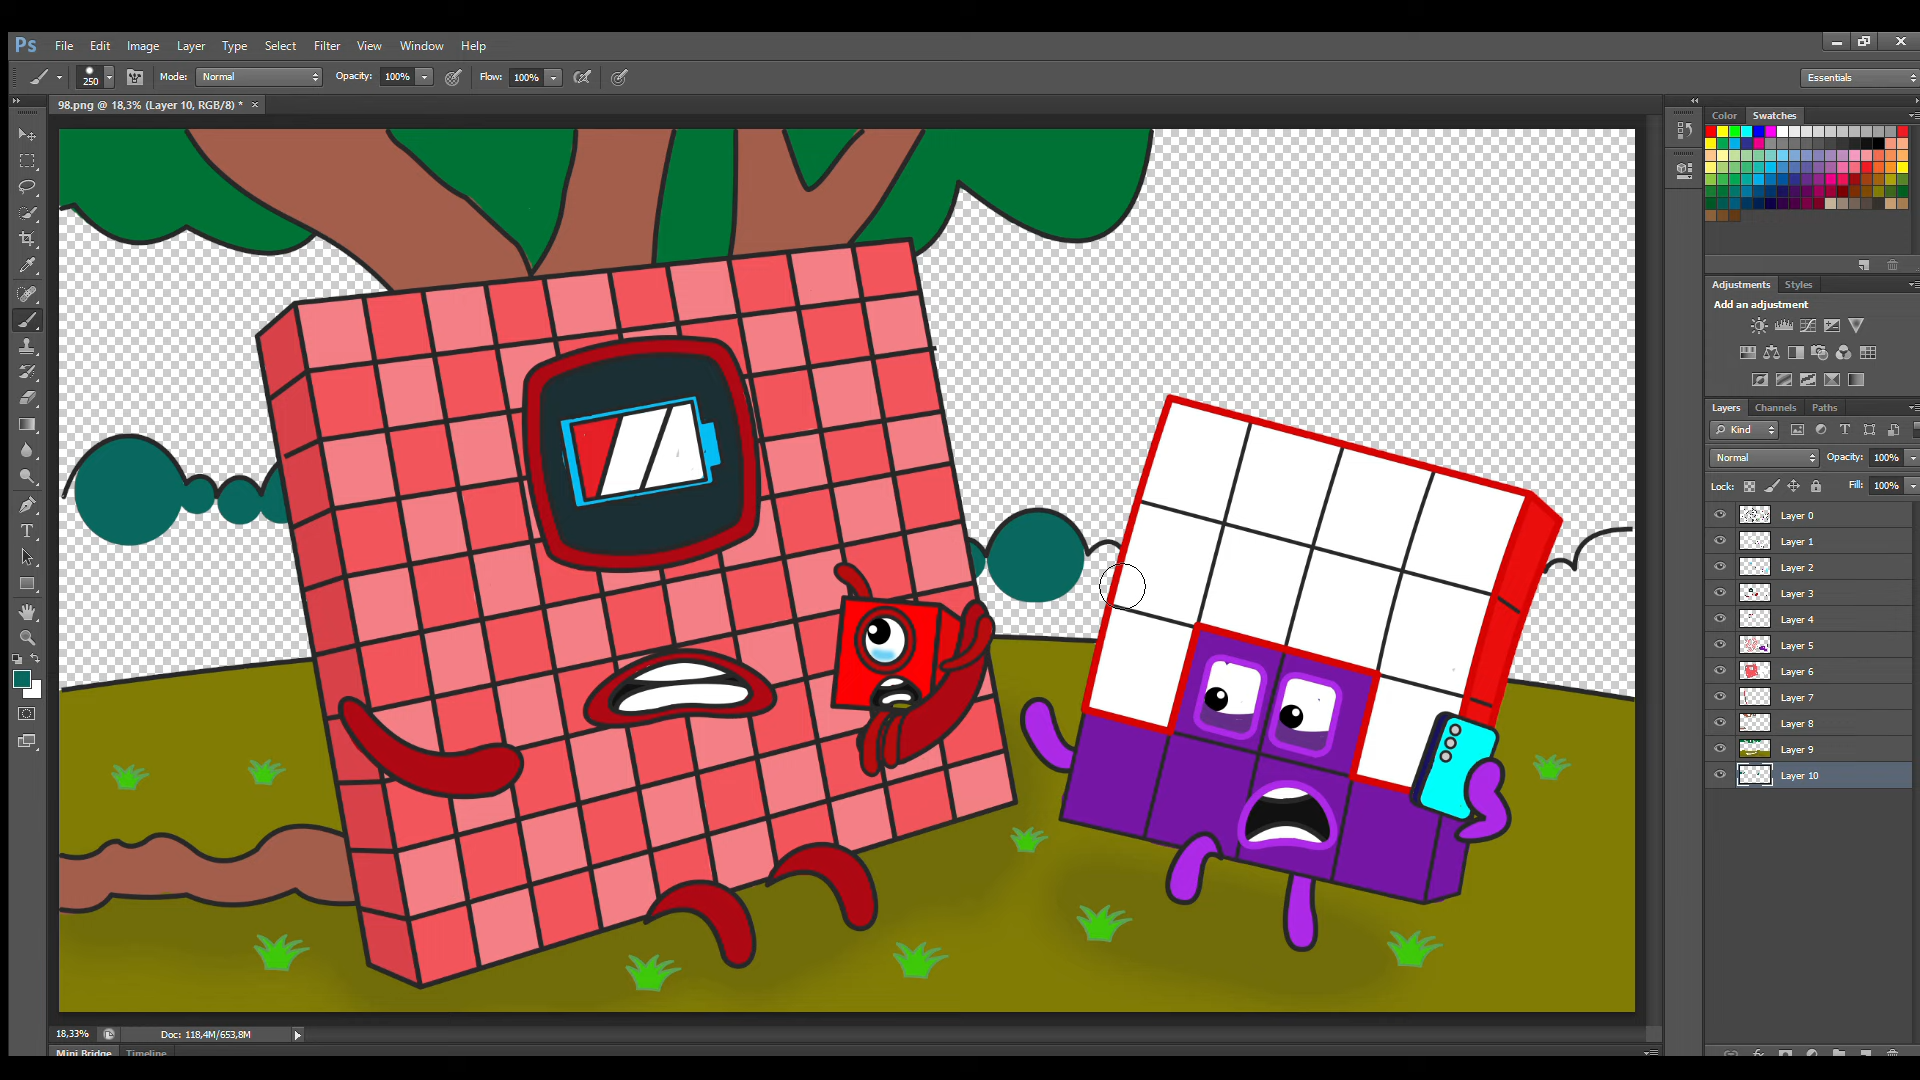 Ps File Edit Image Layer Type Select Filter View Window Help
250 Mode: Normal Opacity: 100% Flow: 100% Essentials
98.png @ 18,3% (Layer 10, RGB/8) * ×
Color Swatches
Adjustments Styles
Add an adjustment
Layers Channels Paths
Kind T
Normal Opacity: 100%
Lock: Fill: 100%
Layer 0
Layer 1
Layer 2
Layer 3
Layer 4
Layer 5
Layer 6
Layer 7
Layer 8
Layer 9
Layer 10
18,33% Doc: 118,4M/653,8M
Mini Bridge Timeline